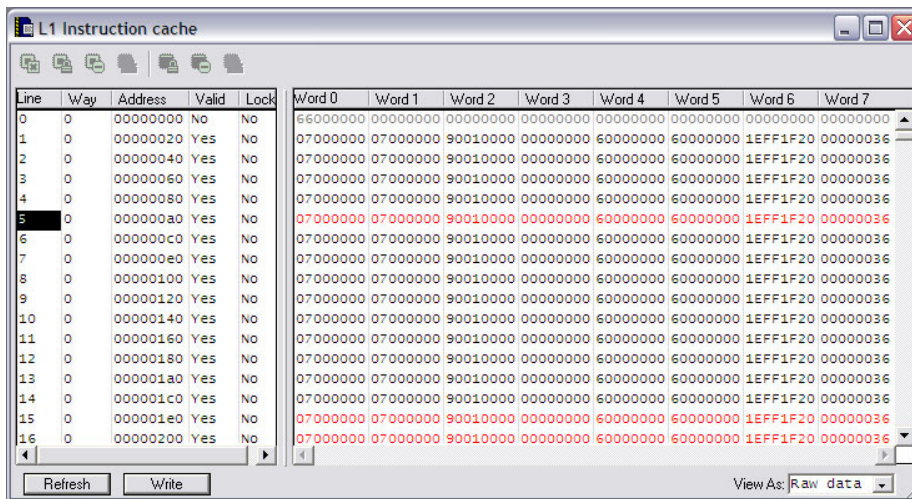 L1 Instruction cache
Line Way Address Valid Lock Word 0 Word 1 Word 2 Word 3 Word 4 Word 5 Word 6 Word 7
0 0 00000000 No No 66000000 00000000 00000000 00000000 00000000 00000000 00000000 00000000
1 0 00000020 Yes No 07000000 07000000 90010000 00000000 60000000 60000000 1EFF1F20 00000036
2 0 00000040 Yes No 07000000 07000000 90010000 00000000 60000000 60000000 1EFF1F20 00000036
3 0 00000060 Yes No 07000000 07000000 90010000 00000000 60000000 60000000 1EFF1F20 00000036
4 0 00000080 Yes No 07000000 07000000 90010000 00000000 60000000 60000000 1EFF1F20 00000036
5 0 000000a0 Yes No 07000000 07000000 90010000 00000000 60000000 60000000 1EFF1F20 00000036
6 0 000000c0 Yes No 07000000 07000000 90010000 00000000 60000000 60000000 1EFF1F20 00000036
7 0 000000e0 Yes No 07000000 07000000 90010000 00000000 60000000 60000000 1EFF1F20 00000036
8 0 00000100 Yes No 07000000 07000000 90010000 00000000 60000000 60000000 1EFF1F20 00000036
9 0 00000120 Yes No 07000000 07000000 90010000 00000000 60000000 60000000 1EFF1F20 00000036
10 0 00000140 Yes No 07000000 07000000 90010000 00000000 60000000 60000000 1EFF1F20 00000036
11 0 00000160 Yes No 07000000 07000000 90010000 00000000 60000000 60000000 1EFF1F20 00000036
12 0 00000180 Yes No 07000000 07000000 90010000 00000000 60000000 60000000 1EFF1F20 00000036
13 0 000001a0 Yes No 07000000 07000000 90010000 00000000 60000000 60000000 1EFF1F20 00000036
14 0 000001c0 Yes No 07000000 07000000 90010000 00000000 60000000 60000000 1EFF1F20 00000036
15 0 000001e0 Yes No 07000000 07000000 90010000 00000000 60000000 60000000 1EFF1F20 00000036
16 0 00000200 Yes No 07000000 07000000 90010000 00000000 60000000 60000000 1EFF1F20 00000036
Refresh Write View As: Raw data